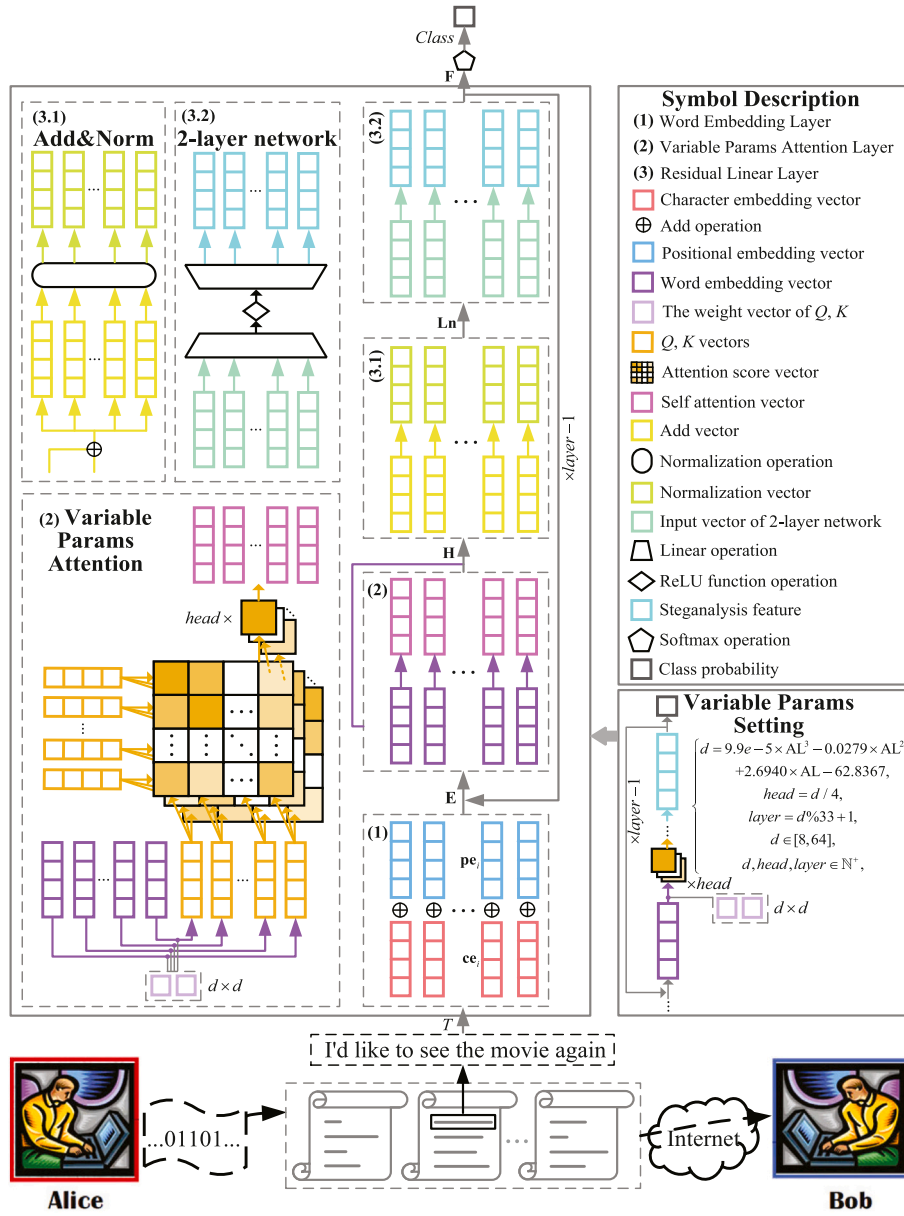 Class
F
(3.1)
Add&Norm
...
...
(3.2)
2-layer network
...
...
(3.2)
...
Ln
(3.1)
...
×layer−1
H
(2) Variable
Params
Attention
...
head ×
...
...
...
...
d×d
(2)
...
E
(1)
pe_i
...
ce_i
T
Symbol Description
(1) Word Embedding Layer
(2) Variable Params Attention Layer
(3) Residual Linear Layer
Character embedding vector
Add operation
Positional embedding vector
Word embedding vector
The weight vector of Q, K
Q, K vectors
Attention score vector
Self attention vector
Add vector
Normalization operation
Normalization vector
Input vector of 2-layer network
Linear operation
ReLU function operation
Steganalysis feature
Softmax operation
Class probability
Variable Params
Setting
d = 9.9e−5×AL³−0.0279×AL²
+2.6940×AL−62.8367,
head = d / 4,
layer = d%33+1,
d ∈[8,64],
d, head, layer ∈ ℕ⁺,
×layer−1
×head
d×d
I'd like to see the movie again
...01101...
...
Internet
Alice
Bob